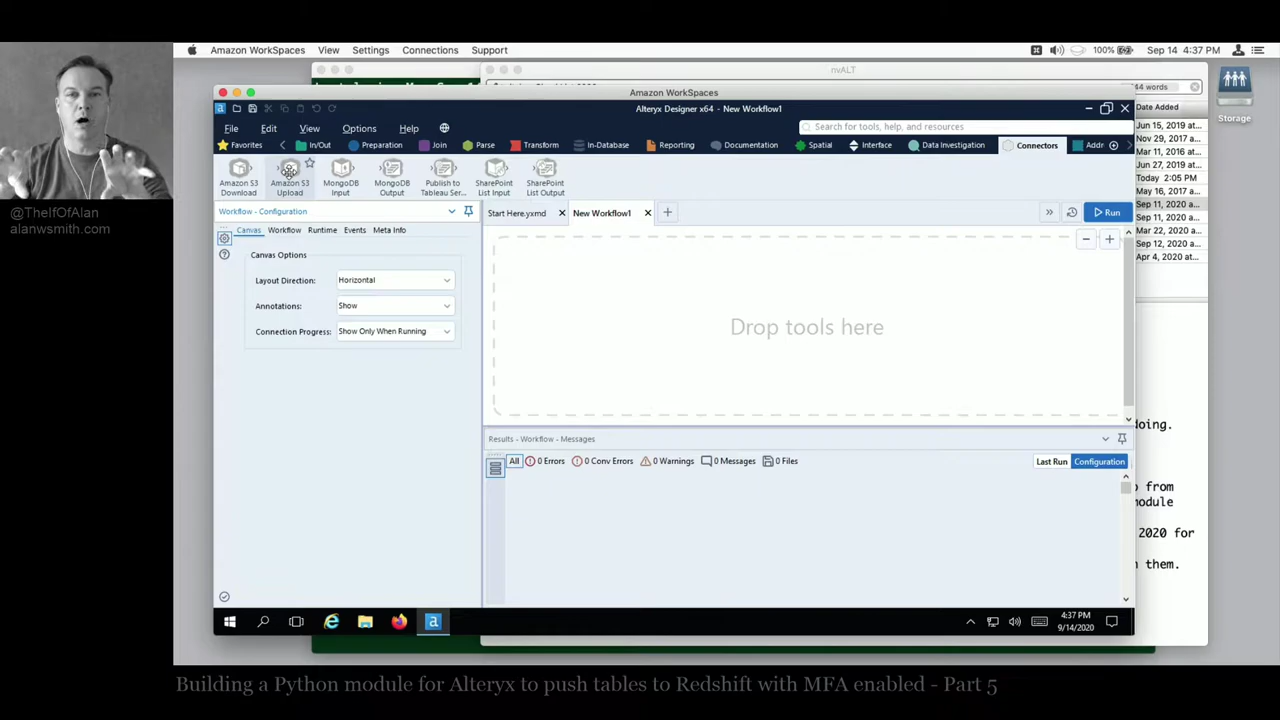 Amazon WorkSpaces View Settings Connections Support 100% Sep 14 4:37 PM
nvALT
44 words
Amazon WorkSpaces
Date Added
Alteryx Designer x64 - New Workflow1
Jun 15, 2019 at...
File Edit View Options Help Search for tools, help, and resources
Nov 29, 2017 at...
Favorites In/Out Preparation Join Parse Transform In-Database Reporting Documentation Spatial Interface Data Investigation Connectors Addr
Mar 11, 2016 at...
Jun 27, 2019 at...
Today 2:05 PM
May 16, 2017 at...
Sep 11, 2020 a...
Sep 11, 2020 a...
Mar 22, 2020 a...
Sep 12, 2020 a...
Apr 4, 2020 at...
Storage
Amazon S3 Download
Amazon S3 Upload
MongoDB Input
MongoDB Output
Publish to Tableau Ser...
SharePoint List Input
SharePoint List Output
@TheIfOfAlan
alanwsmith.com
Workflow - Configuration
Start Here.yxmd New Workflow1 Run
Canvas Workflow Runtime Events Meta Info
Canvas Options
Layout Direction: Horizontal
Annotations: Show
Connection Progress: Show Only When Running
Drop tools here
Results - Workflow - Messages
All 0 Errors 0 Conv Errors 0 Warnings 0 Messages 0 Files Last Run Configuration
doing.
from
module
2020 for
them.
4:37 PM
9/14/2020
Building a Python module for Alteryx to push tables to Redshift with MFA enabled - Part 5